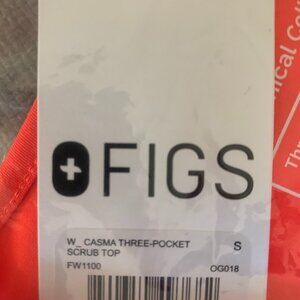 FIGS
W_ CASMA THREE-POCKET S
SCRUB TOP
FW1100 OG018